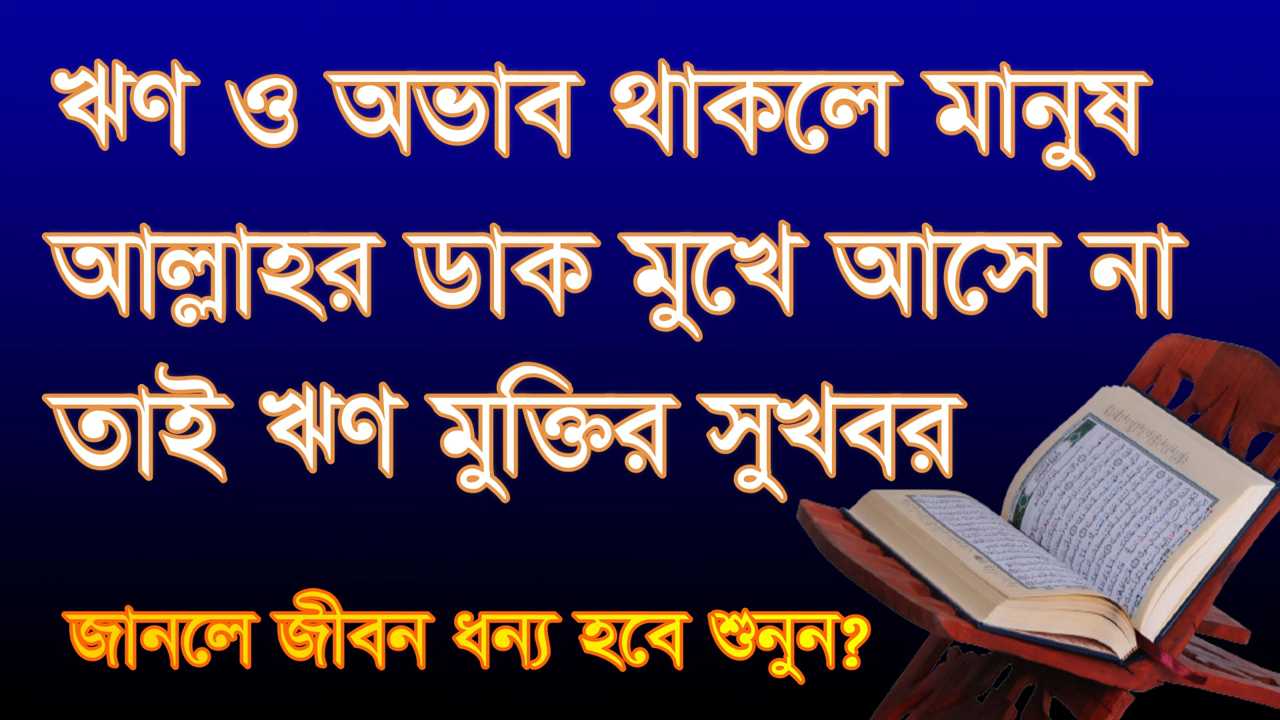 ঋণ ও অভাব থাকলে মানুষ
আল্লাহর ডাক মুখে আসে না
তাই ঋণ মুক্তির সুখবর
জানলে জীবন ধন্য হবে শুনুন?